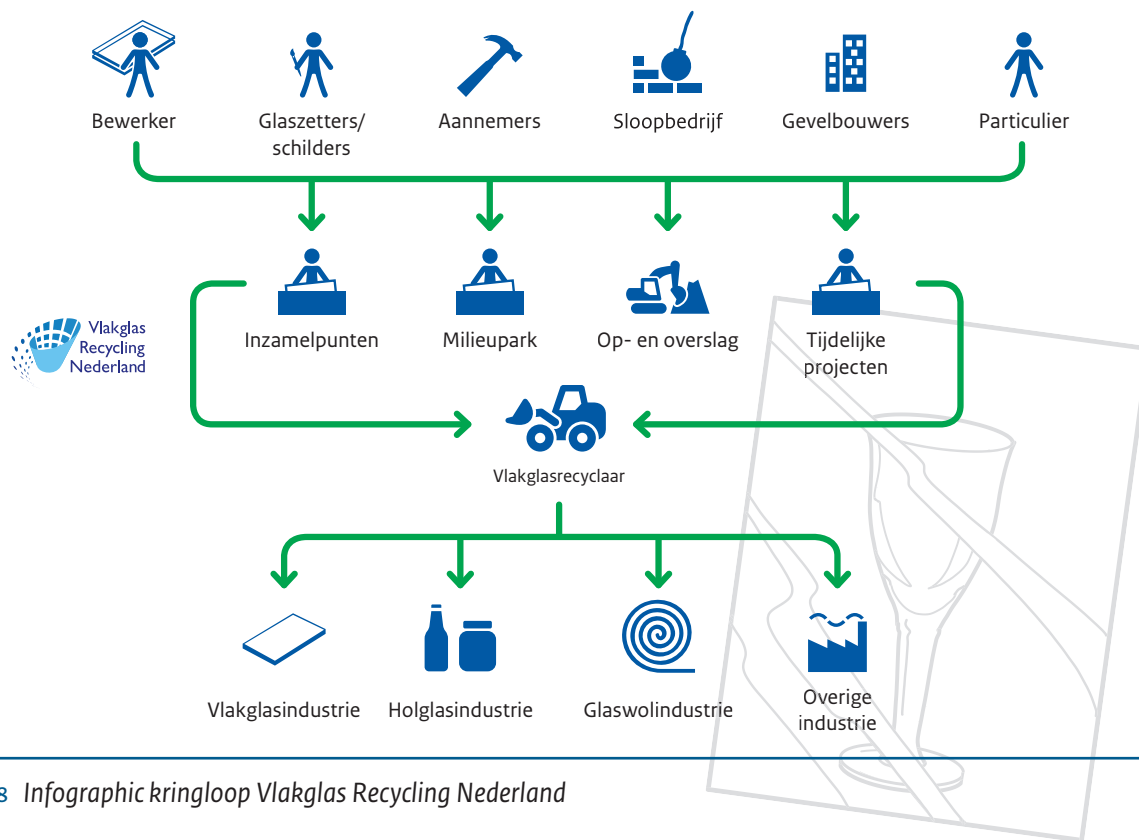 Bewerker
Glaszetters/
schilders
Aannemers
Sloopbedrijf
Gevelbouwers
Particulier
Vlakglas
Recycling
Nederland
Inzamelpunten
Milieupark
Op- en overslag
Tijdelijke
projecten
Vlakglasrecyclaar
Vlakglasindustrie
Holglasindustrie
Glaswolindustrie
Overige
industrie
8 Infographic kringloop Vlakglas Recycling Nederland